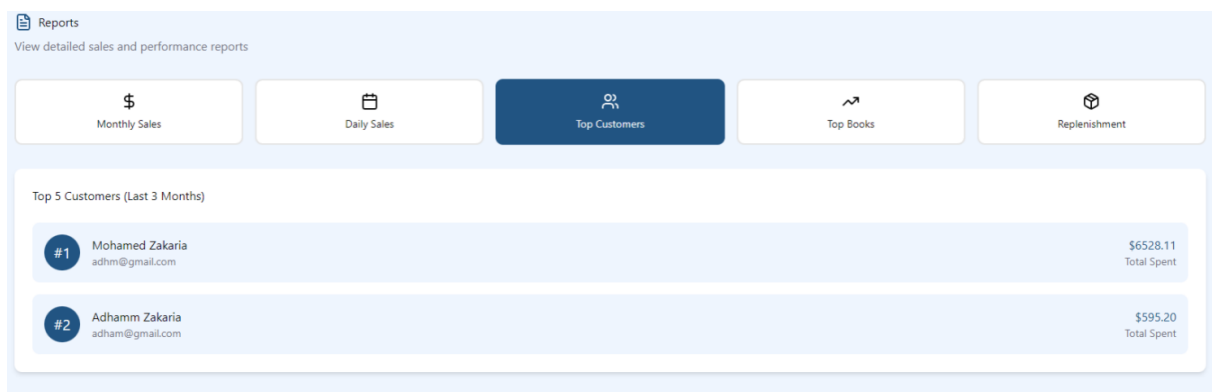 Reports
View detailed sales and performance reports
Monthly Sales
Daily Sales
Top Customers
Top Books
Replenishment
Top 5 Customers (Last 3 Months)
#1
Mohamed Zakaria
adhm@gmail.com
$6528.11
Total Spent
#2
Adhamm Zakaria
adham@gmail.com
$595.20
Total Spent